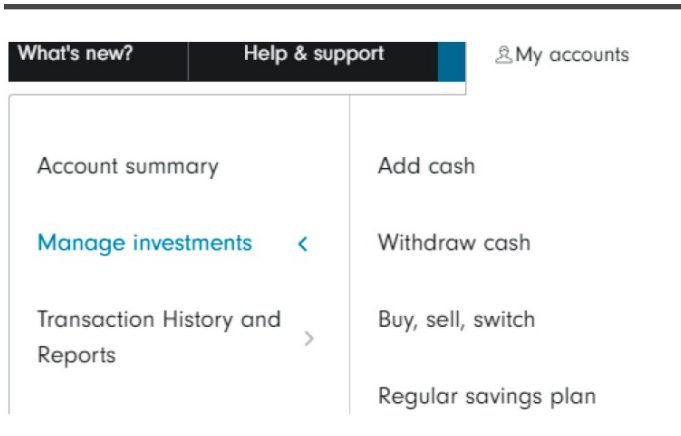 What's new?
Help & support
My accounts
Account summary
Manage investments
Transaction History and
Reports
Add cash
Withdraw cash
Buy, sell, switch
Regular savings plan